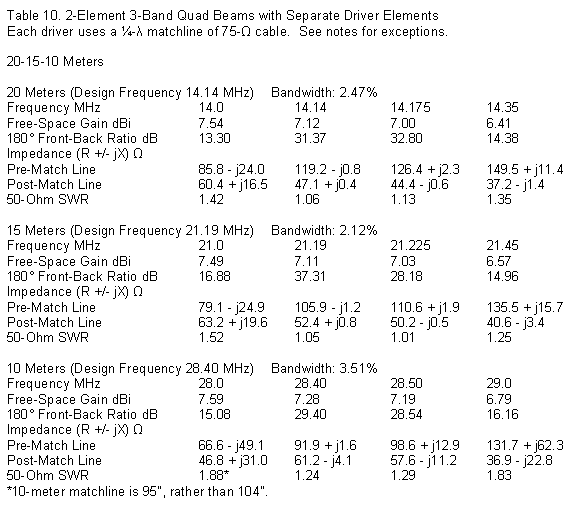 Table 10. 2-Element 3-Band Quad Beams with Separate Driver Elements
Each driver uses a ¼-λ matchline of 75-Ω cable. See notes for exceptions.
20-15-10 Meters
20 Meters (Design Frequency 14.14 MHz) Bandwidth: 2.47%
Frequency MHz 14.0 14.14 14.175 14.35
Free-Space Gain dBi 7.54 7.12 7.00 6.41
180° Front-Back Ratio dB 13.30 31.37 32.80 14.38
Impedance (R +/- jX) Ω
Pre-Match Line 85.8 - j24.0 119.2 - j0.8 126.4 + j2.3 149.5 + j11.4
Post-Match Line 60.4 + j16.5 47.1 + j0.4 44.4 - j0.6 37.2 - j1.4
50-Ohm SWR 1.42 1.06 1.13 1.35
15 Meters (Design Frequency 21.19 MHz) Bandwidth: 2.12%
Frequency MHz 21.0 21.19 21.225 21.45
Free-Space Gain dBi 7.49 7.11 7.03 6.57
180° Front-Back Ratio dB 16.88 37.31 28.18 14.96
Impedance (R +/- jX) Ω
Pre-Match Line 79.1 - j24.9 105.9 - j1.2 110.6 + j1.9 135.5 + j15.7
Post-Match Line 63.2 + j19.6 52.4 + j0.8 50.2 - j0.5 40.6 - j3.4
50-Ohm SWR 1.52 1.05 1.01 1.25
10 Meters (Design Frequency 28.40 MHz) Bandwidth: 3.51%
Frequency MHz 28.0 28.40 28.50 29.0
Free-Space Gain dBi 7.59 7.28 7.19 6.79
180° Front-Back Ratio dB 15.08 29.40 28.54 16.16
Impedance (R +/- jX) Ω
Pre-Match Line 66.6 - j49.1 91.9 + j1.6 98.6 + j12.9 131.7 + j62.3
Post-Match Line 46.8 + j31.0 61.2 - j4.1 57.6 - j11.2 36.9 - j22.8
50-Ohm SWR 1.88* 1.24 1.29 1.83
*10-meter matchline is 95", rather than 104".